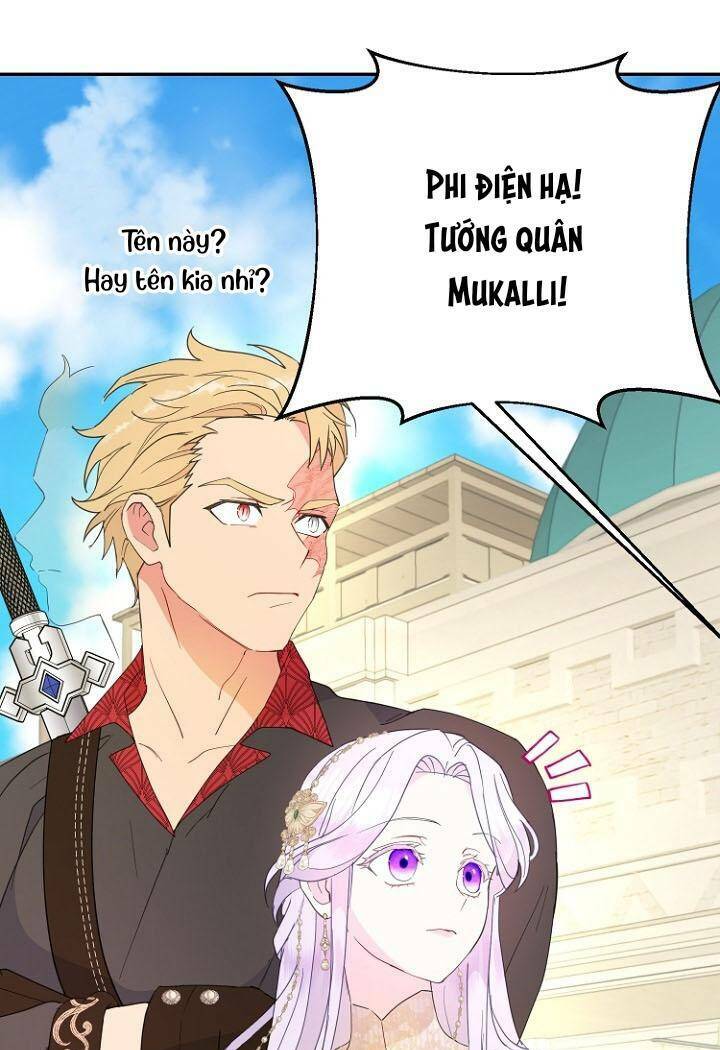 Phi điện hạ!
Tướng quân
Mukalli!
Tên này?
Hay tên kia nhỉ?